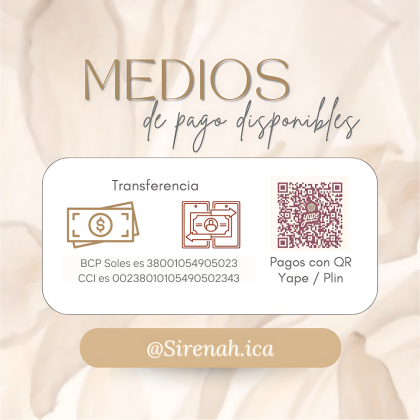 MEDIOS
de pago disponibles
Transferencia
BCP Soles es 38001054905023
CCI es 00238010105490502343
yape
Pagos con QR
Yape / Plin
@Sirenah.ica